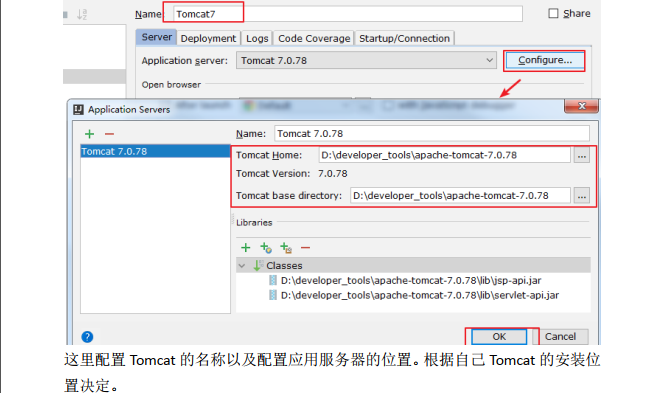 Name: Tomcat7 Share
Server Deployment Logs Code Coverage Startup/Connection
Application server: Tomcat 7.0.78 Configure...
Open browser
Application Servers
Name: Tomcat 7.0.78
Tomcat 7.0.78
Tomcat Home: D:\developer_tools\apache-tomcat-7.0.78 ...
Tomcat Version: 7.0.78
Tomcat base directory: D:\developer_tools\apache-tomcat-7.0.78 ...
Libraries
Classes
D:\developer_tools\apache-tomcat-7.0.78\lib\jsp-api.jar
D:\developer_tools\apache-tomcat-7.0.78\lib\servlet-api.jar
OK Cancel
这里配置 Tomcat 的名称以及配置应用服务器的位置。根据自己 Tomcat 的安装位
置决定。